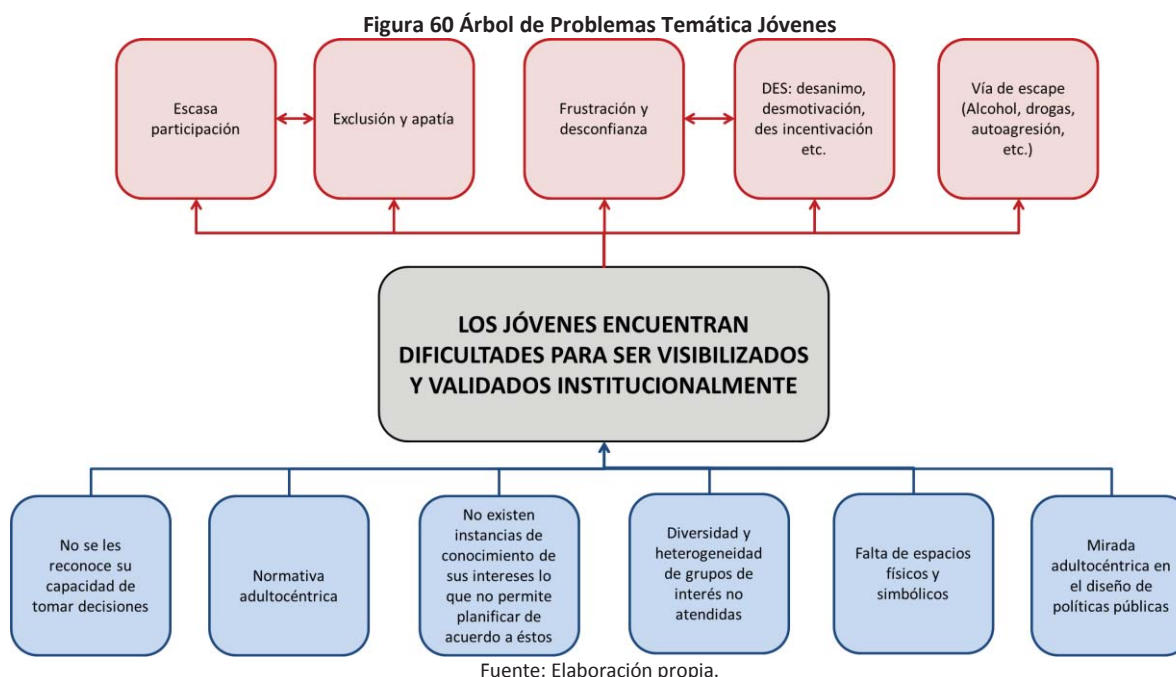 Figura 60 Árbol de Problemas Temática Jóvenes
Escasa
participación
Exclusión y apatía
Frustración y
desconfianza
DES: desanimo,
desmotivación,
des incentivación
etc.
Vía de escape
(Alcohol, drogas,
autoagresión,
etc.)
LOS JÓVENES ENCUENTRAN
DIFICULTADES PARA SER VISIBILIZADOS
Y VALIDADOS INSTITUCIONALMENTE
No se les
reconoce su
capacidad de
tomar decisiones
Normativa
adultocéntrica
No existen
instancias de
conocimiento de
sus intereses lo
que no permite
planificar de
acuerdo a éstos
Diversidad y
heterogeneidad
de grupos de
interés no
atendidas
Falta de espacios
físicos y
simbólicos
Mirada
adultocéntrica en
el diseño de
políticas públicas
Fuente: Elaboración propia.